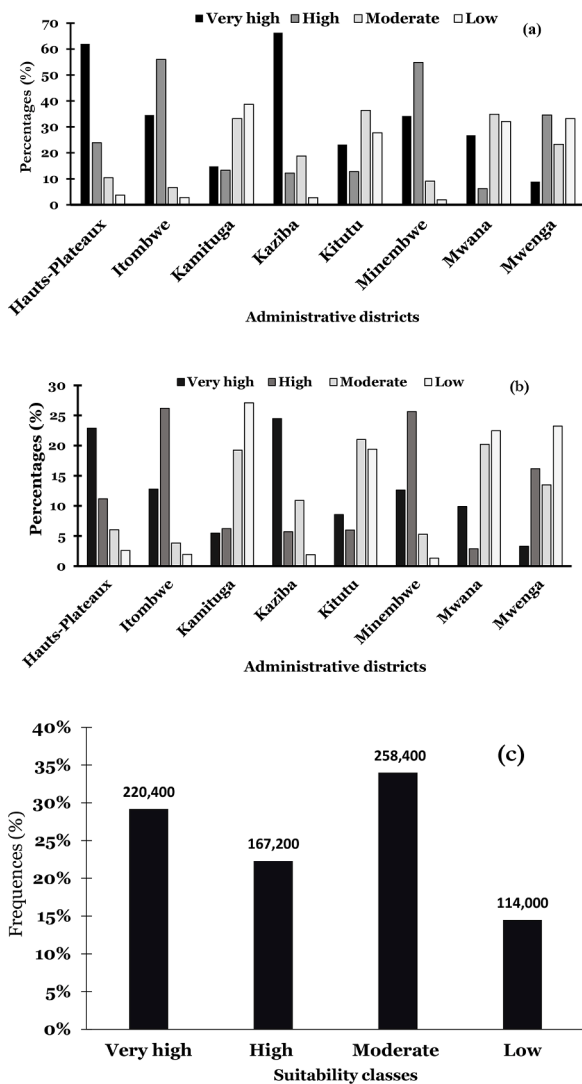 Very high High Moderate Low
(a)
70
60
50
40
30
20
10
0
Percentages (%)
Hauts-Plateaux
Itombwe
Kamituga
Kaziba
Kitutu
Minembwe
Mwana
Mwenga
Administrative districts
Very high High Moderate Low
(b)
30
25
20
15
10
5
0
Percentages (%)
Hauts-Plateaux
Itombwe
Kamituga
Kaziba
Kitutu
Minembwe
Mwana
Mwenga
Administrative districts
(c)
40%
35%
30%
25%
20%
15%
10%
5%
0%
Frequences (%)
220,400
167,200
258,400
114,000
Very high High Moderate Low
Suitability classes